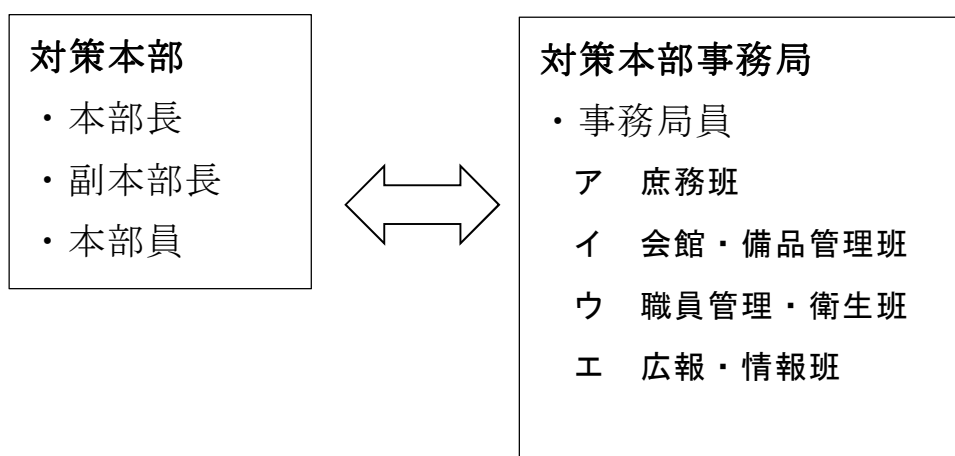 対策本部
・本部長
・副本部長
・本部員
対策本部事務局
・事務局員
ア 庶務班
イ 会館・備品管理班
ウ 職員管理・衛生班
エ 広報・情報班